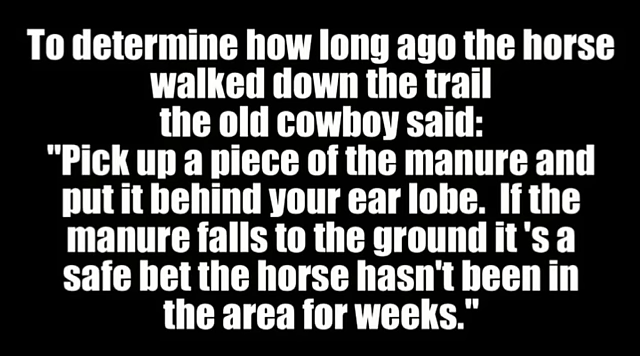 To determine how long ago the horse
walked down the trail
the old cowboy said:
"Pick up a piece of the manure and
put it behind your ear lobe.  If the
manure falls to the ground it 's a
safe bet the horse hasn't been in
the area for weeks."